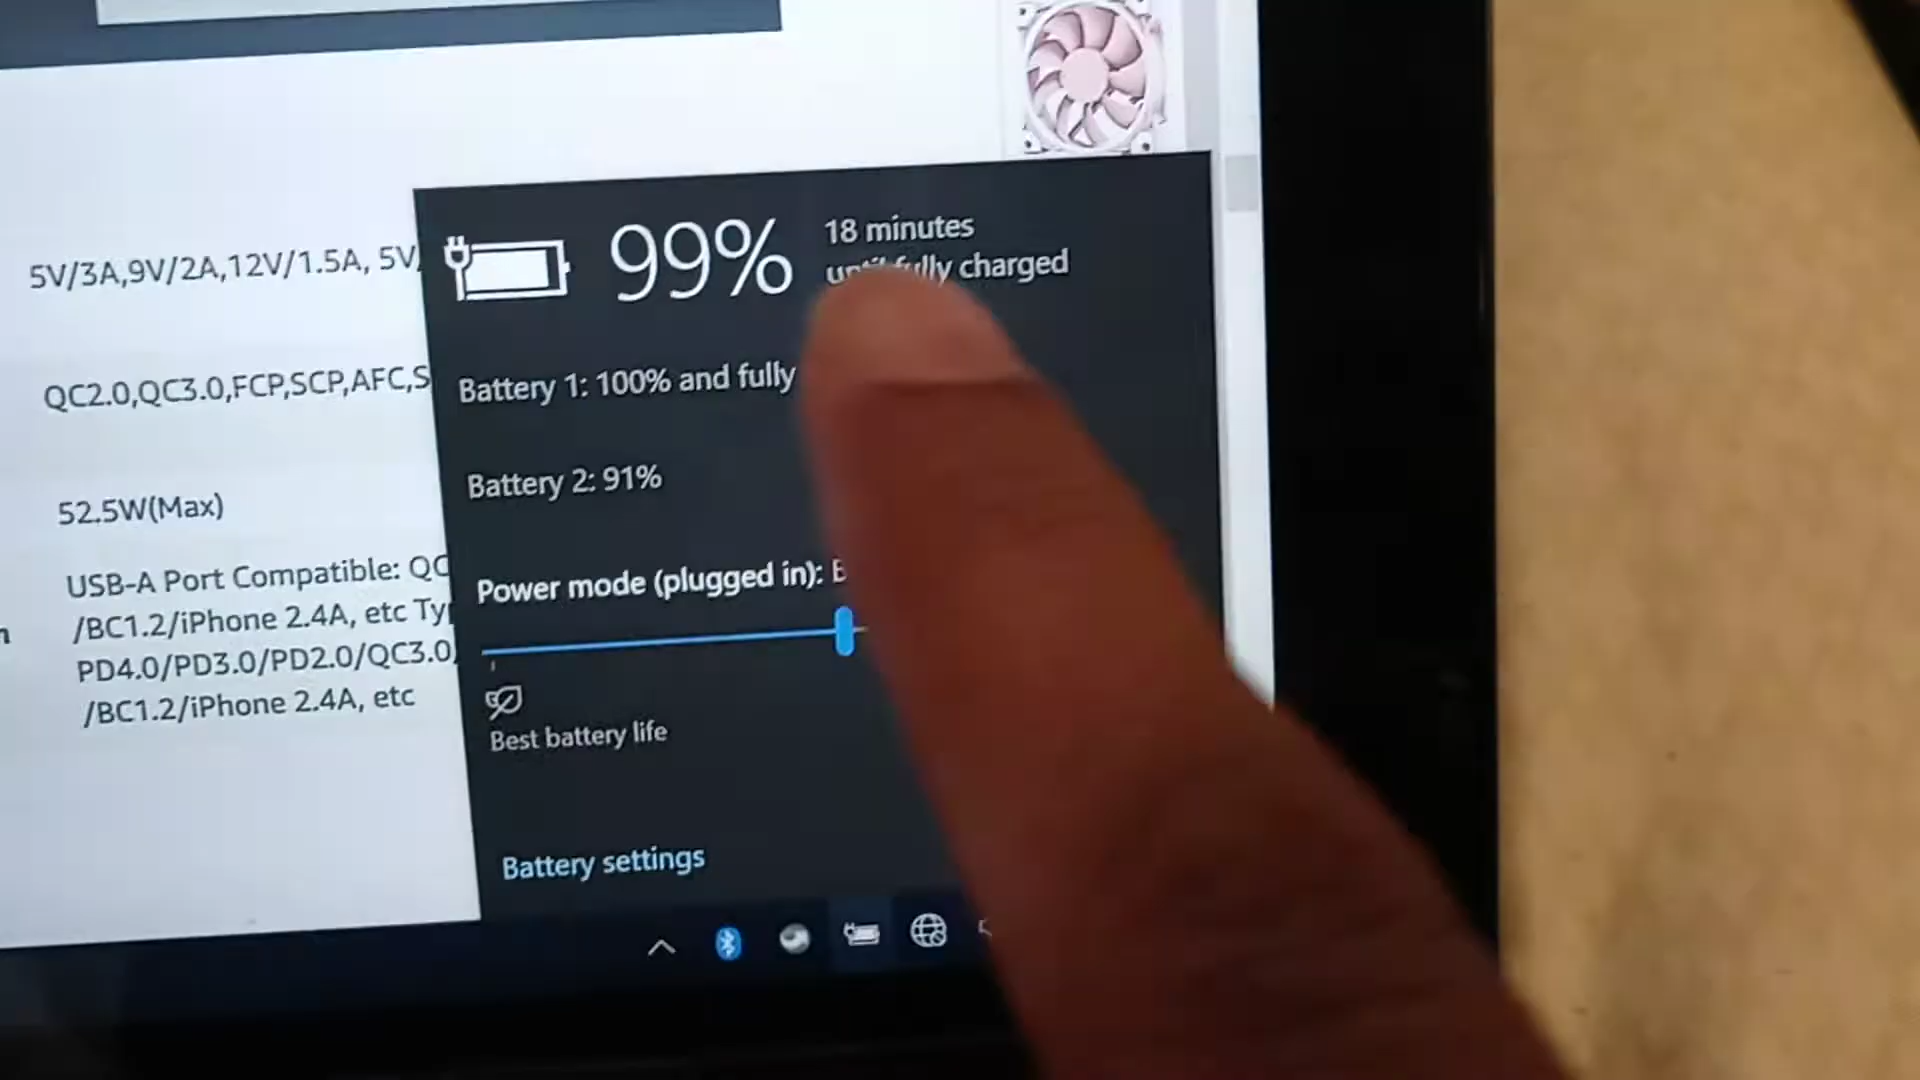 5V/3A,9V/2A,12V/1.5A, 5V/
QC2.0,QC3.0,FCP,SCP,AFC,S
52.5W(Max)
USB-A Port Compatible: QC
/BC1.2/iPhone 2.4A, etc Ty
PD4.0/PD3.0/PD2.0/QC3.0/
/BC1.2/iPhone 2.4A, etc
99%
18 minutes
until fully charged
Battery 1: 100% and fully
Battery 2: 91%
Power mode (plugged in): B
Best battery life
Battery settings